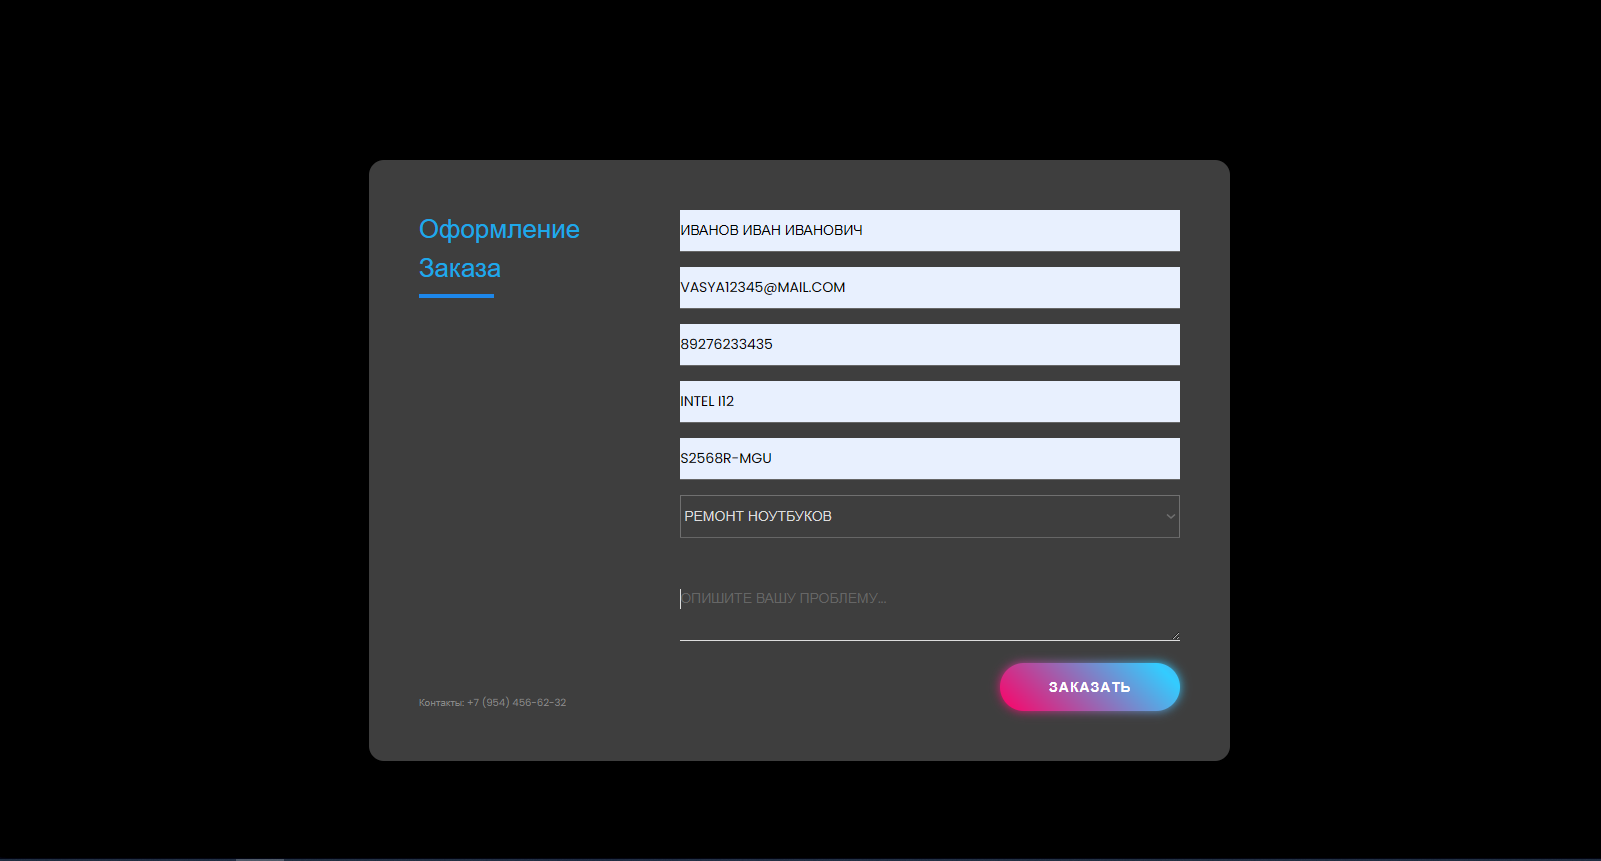 Оформление
Заказа
ИВАНОВ ИВАН ИВАНОВИЧ
VASYA12345@MAIL.COM
89276233435
INTEL I12
S2568R-MGU
РЕМОНТ НОУТБУКОВ
ОПИШИТЕ ВАШУ ПРОБЛЕМУ...
ЗАКАЗАТЬ
Контакты: +7 (954) 456-62-32